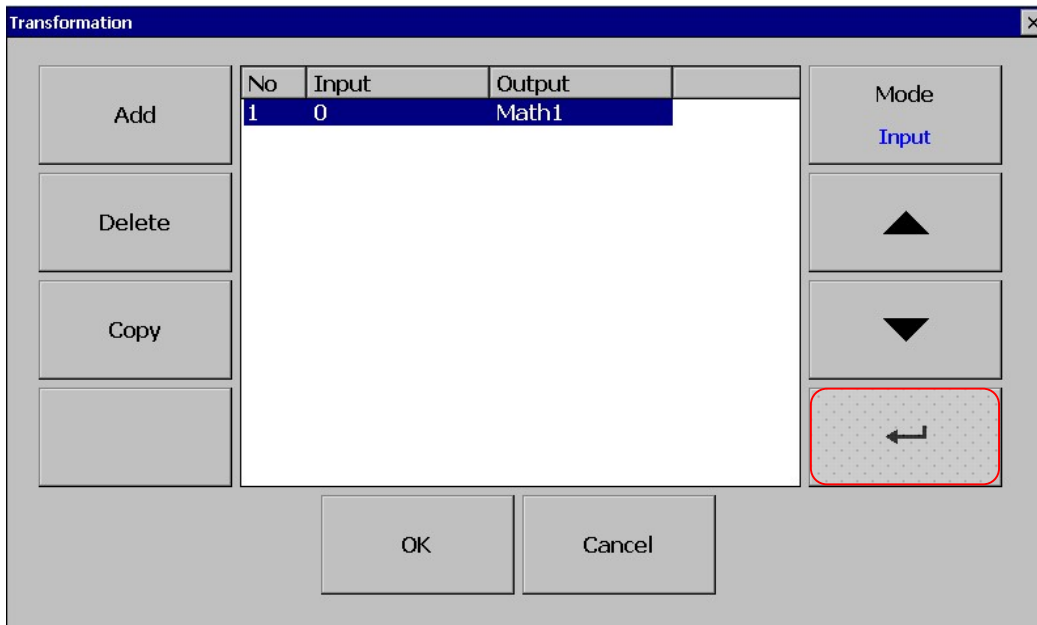 Transformation
Add
Delete
Copy
No Input Output
1 0 Math1
Mode
Input
OK Cancel